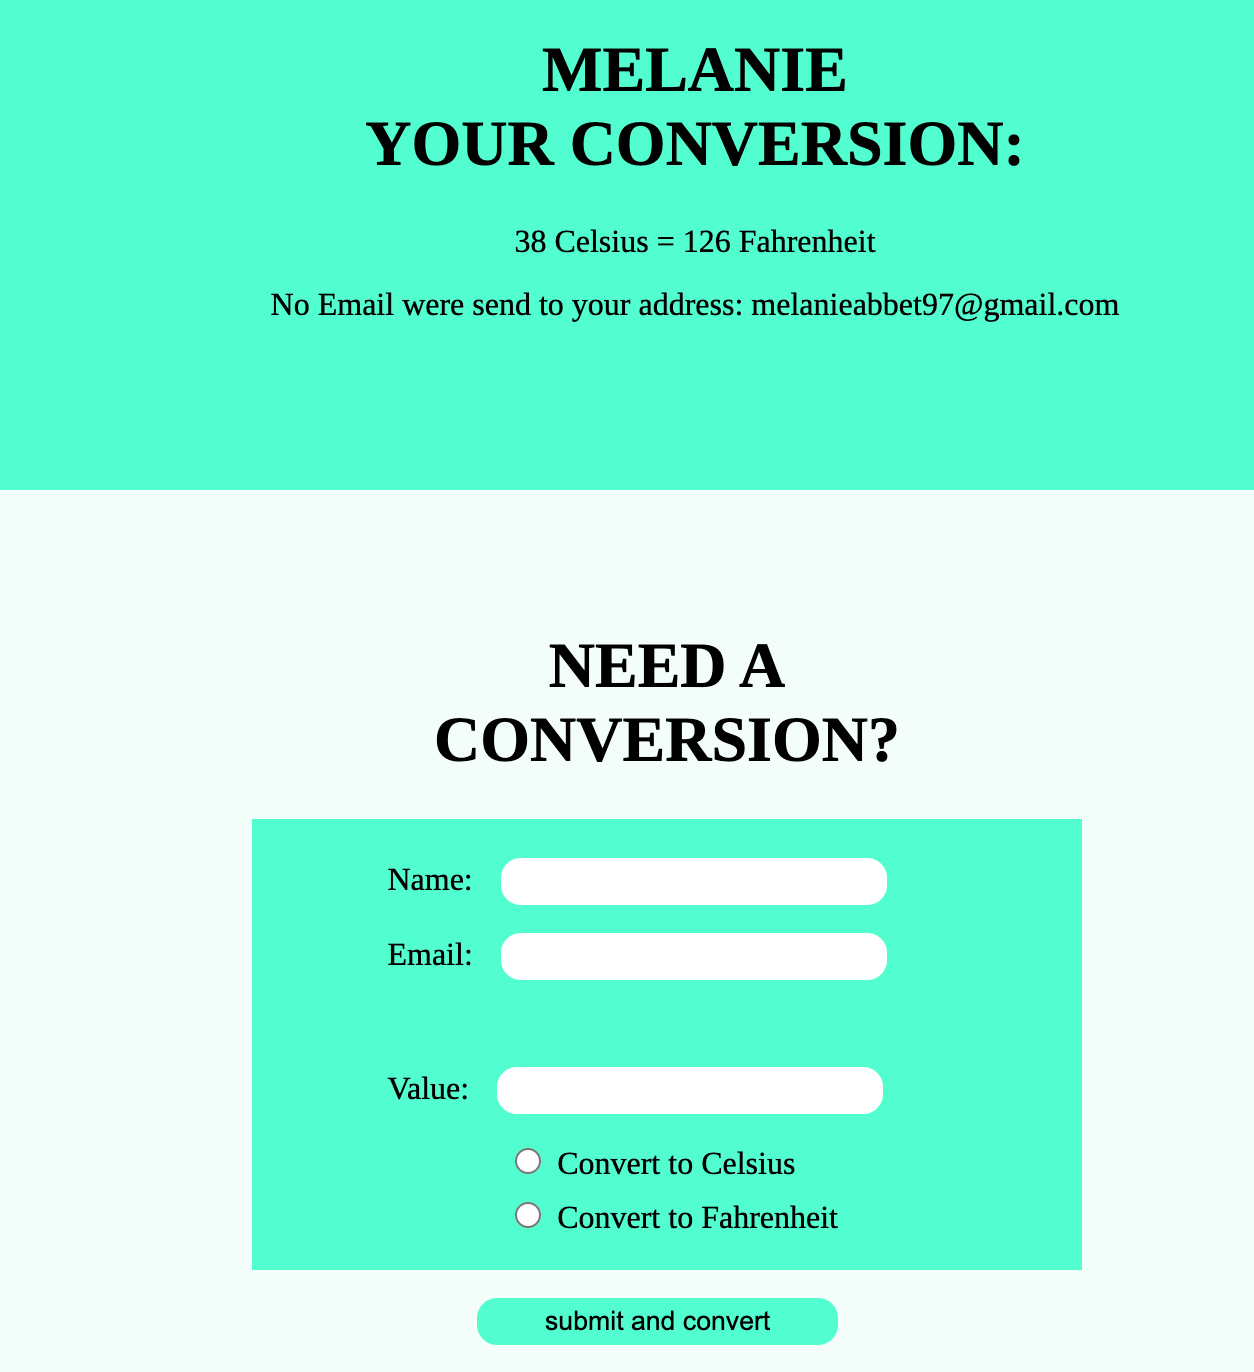 MELANIE
YOUR CONVERSION:
38 Celsius = 126 Fahrenheit
No Email were send to your address: melanieabbet97@gmail.com
NEED A
CONVERSION?
Name:
Email:
Value:
Convert to Celsius
Convert to Fahrenheit
submit and convert